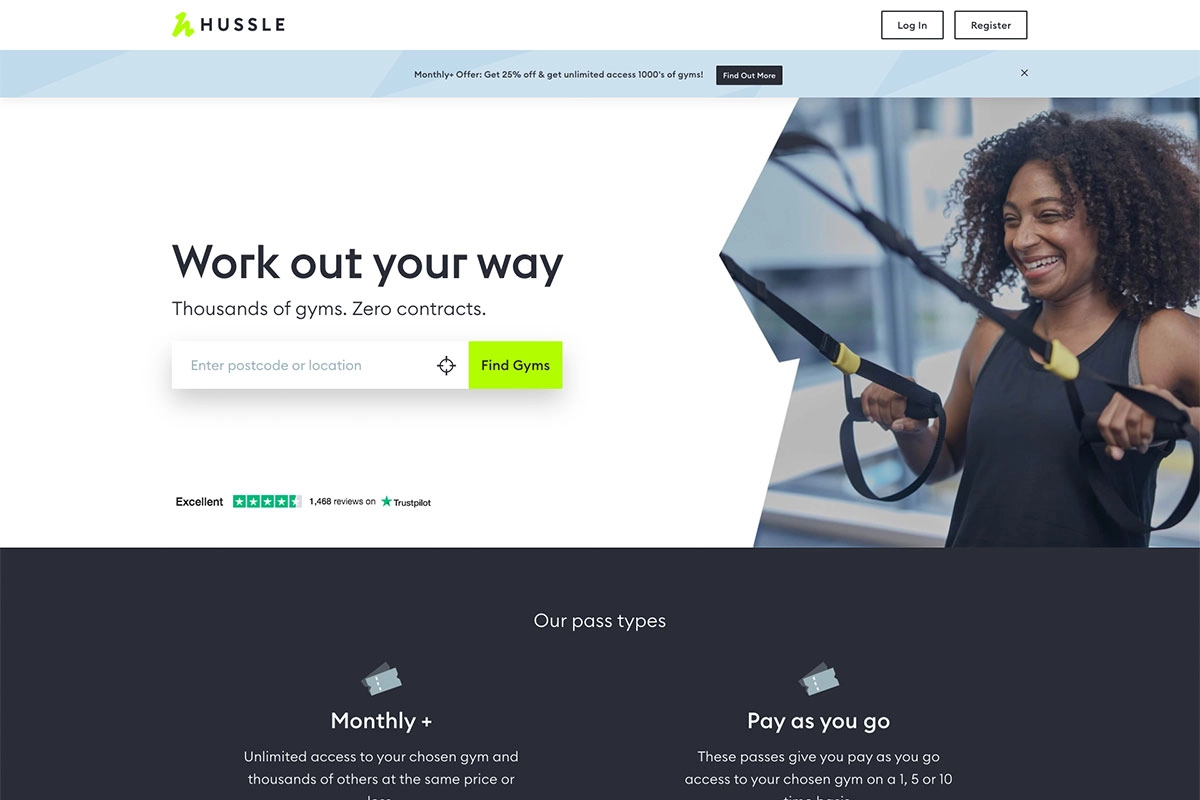 HUSSLE
Log In
Register
Monthly+ Offer: Get 25% off & get unlimited access 1000's of gyms!
Find Out More
Work out your way
Thousands of gyms. Zero contracts.
Enter postcode or location
Find Gyms
Excellent
1,468 reviews on
Trustpilot
Our pass types
Monthly +
Unlimited access to your chosen gym and
thousands of others at the same price or
Pay as you go
These passes give you pay as you go
access to your chosen gym on a 1, 5 or 10
time basis